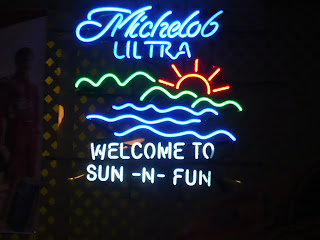 Michelob
ULTRA
WELCOME TO
SUN -N- FUN